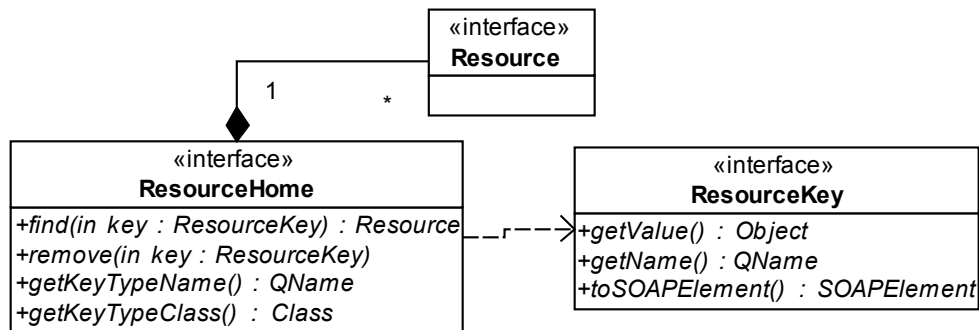 «interface»
Resource
1
*
«interface»
ResourceHome
+find(in key : ResourceKey) : Resource
+remove(in key : ResourceKey)
+getKeyTypeName() : QName
+getKeyTypeClass() : Class
«interface»
ResourceKey
+getValue() : Object
+getName() : QName
+toSOAPElement() : SOAPElement